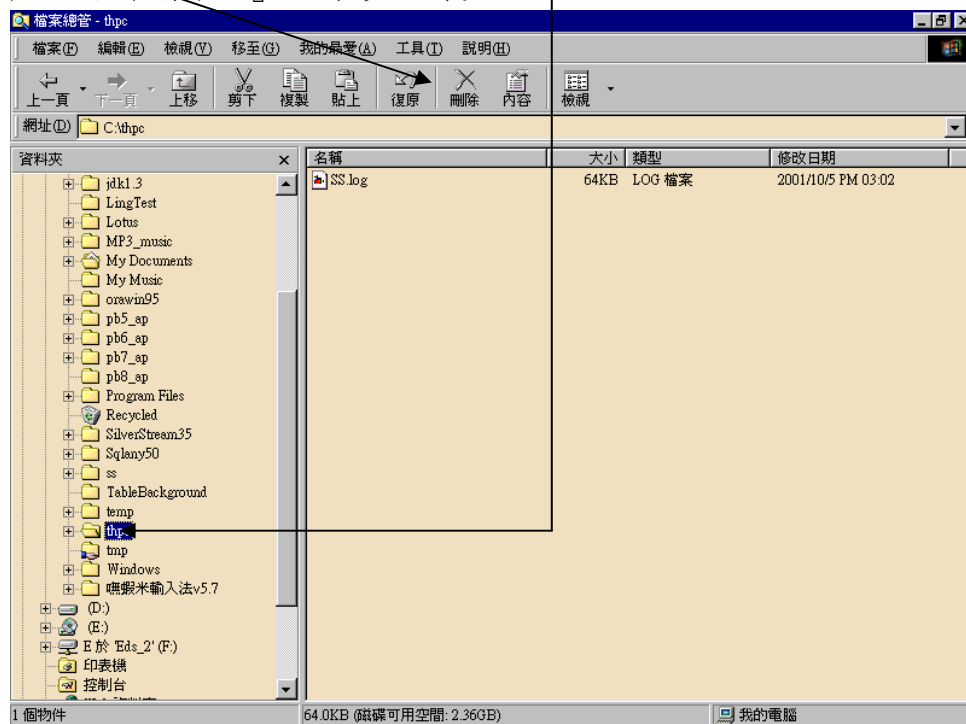 檔案總管 - thpc
檔案(F) 編輯(E) 檢視(V) 移至(G) 我的最愛(A) 工具(T) 說明(H)
上一頁 下一頁 上移 剪下 複製 貼上 復原 刪除 內容 檢視
網址(D) C:\thpc
資料夾 × 名稱 大小 類型 修改日期
SS.log 64KB LOG 檔案 2001/10/5 PM 03:02
jdk1.3
LingTest
Lotus
MP3_music
My Documents
My Music
orawin95
pb5_ap
pb6_ap
pb7_ap
pb8_ap
Program Files
Recycled
SilverStream35
Sqlany50
ss
TableBackground
temp
thpc
tmp
Windows
嘸蝦米輸入法v5.7
(D:)
(E:)
E 於 'Eds_2' (F:)
印表機
控制台
1 個物件 64.0KB (磁碟可用空間: 2.36GB) 我的電腦